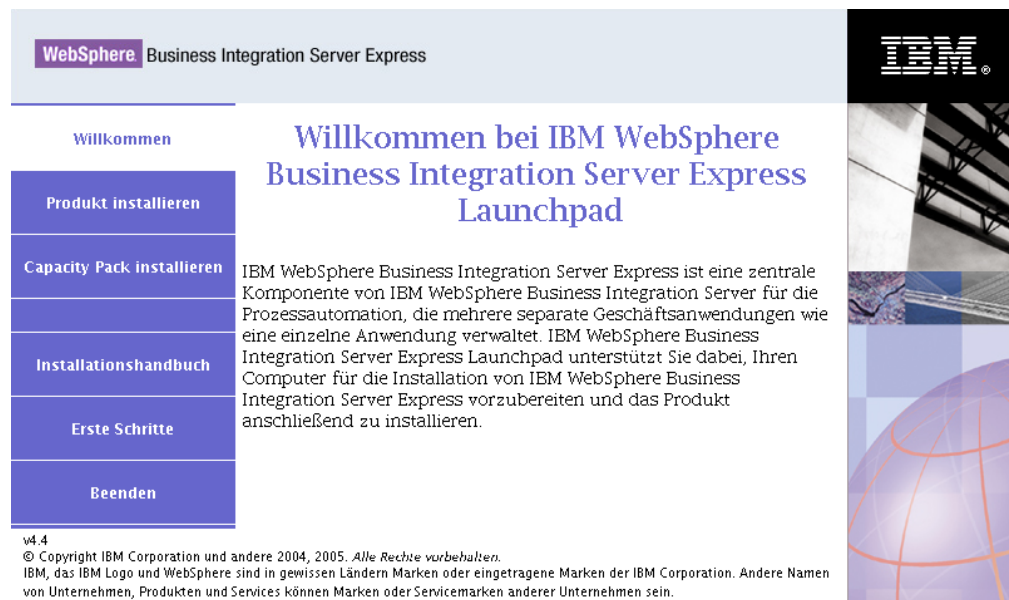 WebSphere. Business Integration Server Express
IBM®
Willkommen
Produkt installieren
Capacity Pack installieren
Installationshandbuch
Erste Schritte
Beenden
Willkommen bei IBM WebSphere
Business Integration Server Express
Launchpad
IBM WebSphere Business Integration Server Express ist eine zentrale
Komponente von IBM WebSphere Business Integration Server für die
Prozessautomation, die mehrere separate Geschäftsanwendungen wie
eine einzelne Anwendung verwaltet. IBM WebSphere Business
Integration Server Express Launchpad unterstützt Sie dabei, Ihren
Computer für die Installation von IBM WebSphere Business
Integration Server Express vorzubereiten und das Produkt
anschließend zu installieren.
v4.4
© Copyright IBM Corporation und andere 2004, 2005. Alle Rechte vorbehalten.
IBM, das IBM Logo und WebSphere sind in gewissen Ländern Marken oder eingetragene Marken der IBM Corporation. Andere Namen
von Unternehmen, Produkten und Services können Marken oder Servicemarken anderer Unternehmen sein.